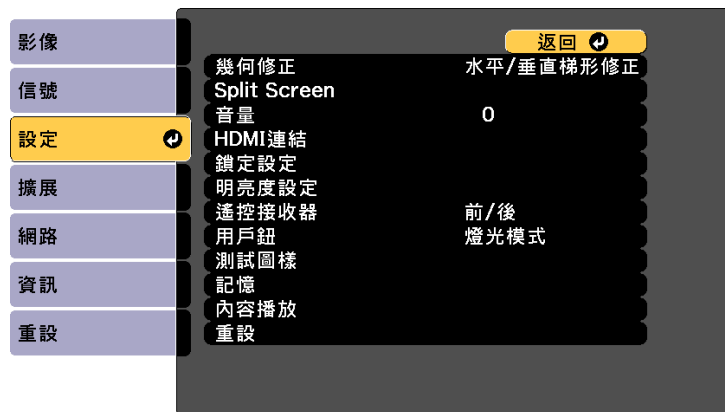 影像
信號
設定
擴展
網路
資訊
重設
返回
幾何修正 水平/垂直梯形修正
Split Screen
音量 0
HDMI連結
鎖定設定
明亮度設定
遙控接收器 前/後
用戶鈕 燈光模式
測試圖樣
記憶
內容播放
重設